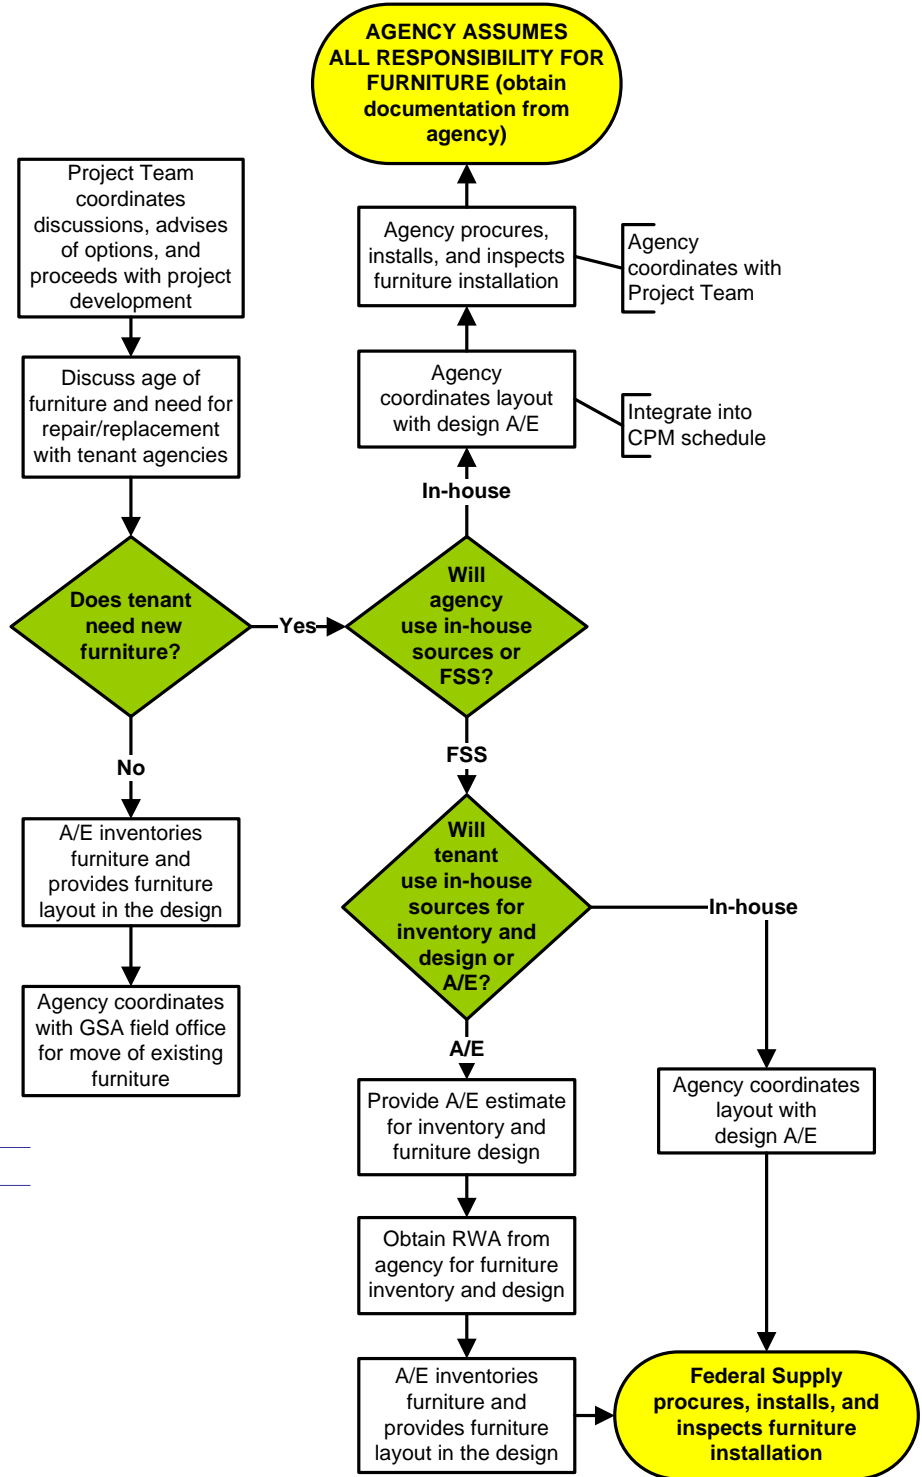 AGENCY ASSUMES
ALL RESPONSIBILITY FOR
FURNITURE (obtain
documentation from
agency)
Project Team
coordinates
discussions, advises
of options, and
proceeds with project
development
Agency procures,
installs, and inspects
furniture installation
Agency
coordinates with
Project Team
Discuss age of
furniture and need for
repair/replacement
with tenant agencies
Agency
coordinates layout
with design A/E
Integrate into
CPM schedule
In-house
Does tenant
need new
furniture?
Yes
Will
agency
use in-house
sources or
FSS?
No
FSS
A/E inventories
furniture and
provides furniture
layout in the design
Will
tenant
use in-house
sources for
inventory and
design or
A/E?
In-house
Agency coordinates
with GSA field office
for move of existing
furniture
A/E
Provide A/E estimate
for inventory and
furniture design
Agency coordinates
layout with
design A/E
Obtain RWA from
agency for furniture
inventory and design
A/E inventories
furniture and
provides furniture
layout in the design
Federal Supply
procures, installs, and
inspects furniture
installation